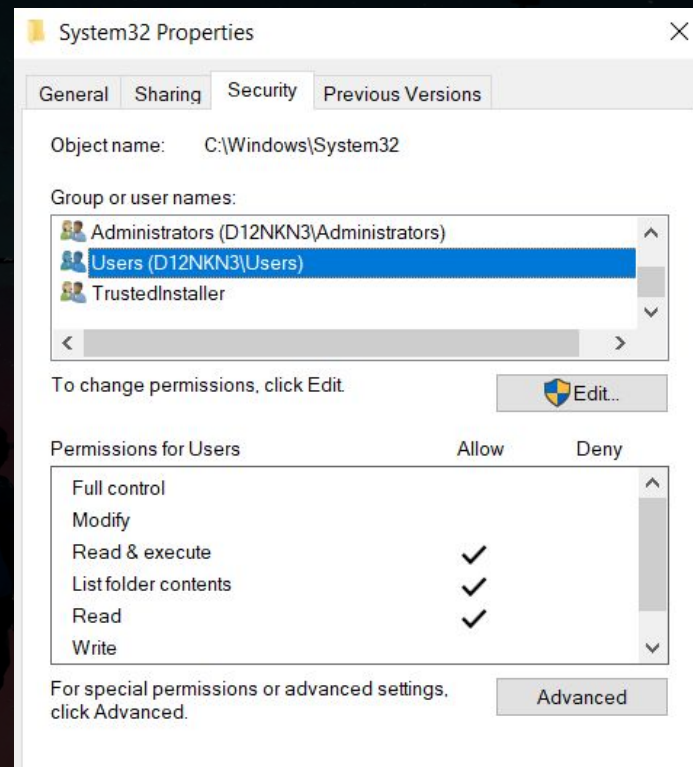 System32 Properties
General Sharing Security Previous Versions
Object name: C:\Windows\System32
Group or user names:
Administrators (D12NKN3\Administrators)
Users (D12NKN3\Users)
TrustedInstaller
To change permissions, click Edit.
Edit...
Permissions for Users Allow Deny
Full control
Modify
Read & execute
List folder contents
Read
Write
For special permissions or advanced settings,
click Advanced.
Advanced